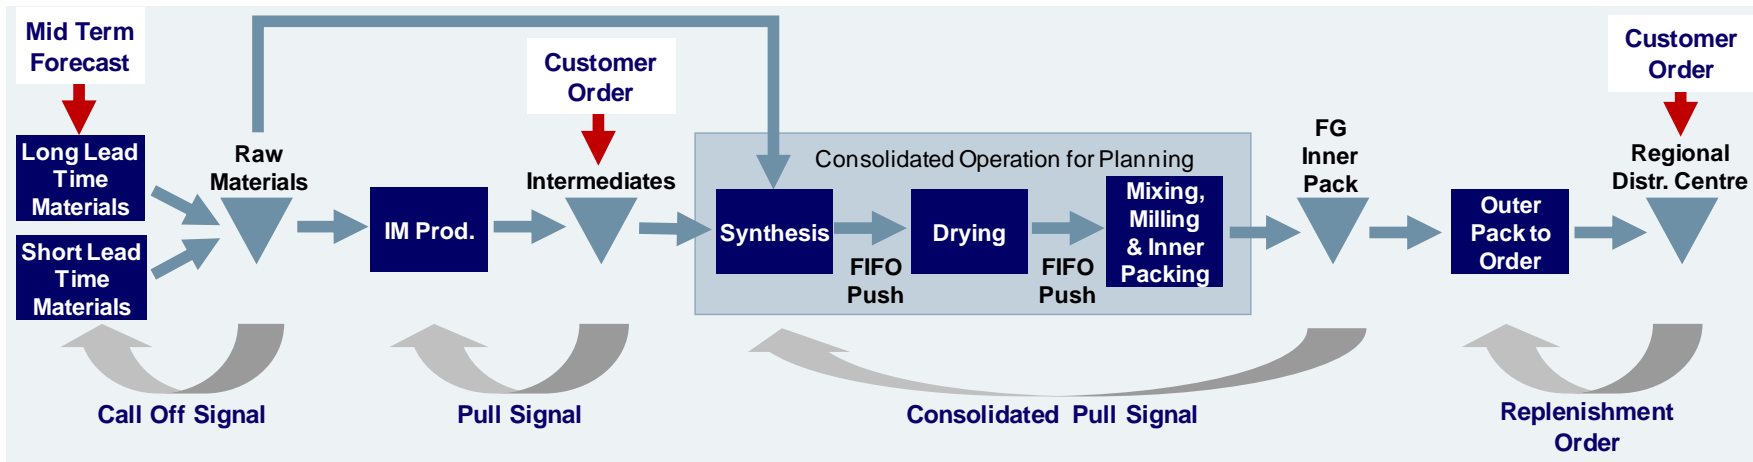 Mid Term
Forecast
Long Lead
Time
Materials
Short Lead
Time
Materials
Raw
Materials
IM Prod.
Customer
Order
Intermediates
Consolidated Operation for Planning
Synthesis
FIFO
Push
Drying
FIFO
Push
Mixing,
Milling
& Inner
Packing
FG
Inner
Pack
Outer
Pack to
Order
Customer
Order
Regional
Distr. Centre
Call Off Signal
Pull Signal
Consolidated Pull Signal
Replenishment
Order